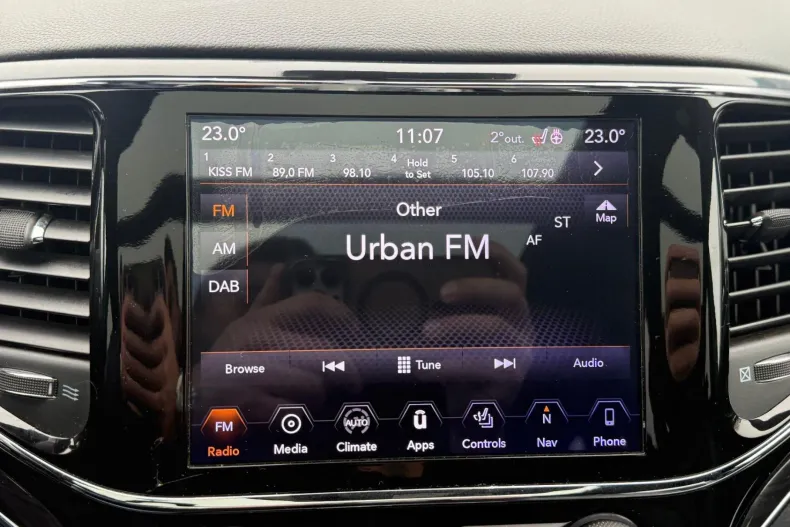 23.0° 11:07 2°out. 23.0°
1 2 3 4 5 6
KISS FM 89,0 FM 98.10 Hold to Set 105.10 107.90
FM Other Map
ST
AM Urban FM AF
DAB
Browse Tune Audio
FM AUTO ū N
Radio Media Climate Apps Controls Nav Phone